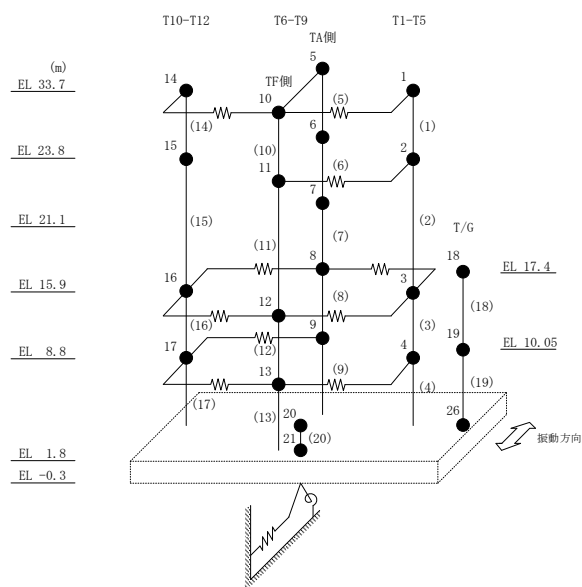 T10-T12 T6-T9 T1-T5
TA側
(m) 5
EL 33.7 14 TF側 1
10 (5)
(14) (1)
6
EL 23.8 15 (10) 2
11 (6)
7
EL 21.1 (15) (7) (2) T/G
(11) 8 18 EL 17.4
EL 15.9 16 12 (8) 3 (18)
(16) 9 (3) 19
(12) EL 10.05
EL 8.8 17 13 (9) 4
(17) (13) (4) (19)
20 26
21 (20) 振動方向
EL 1.8
EL -0.3